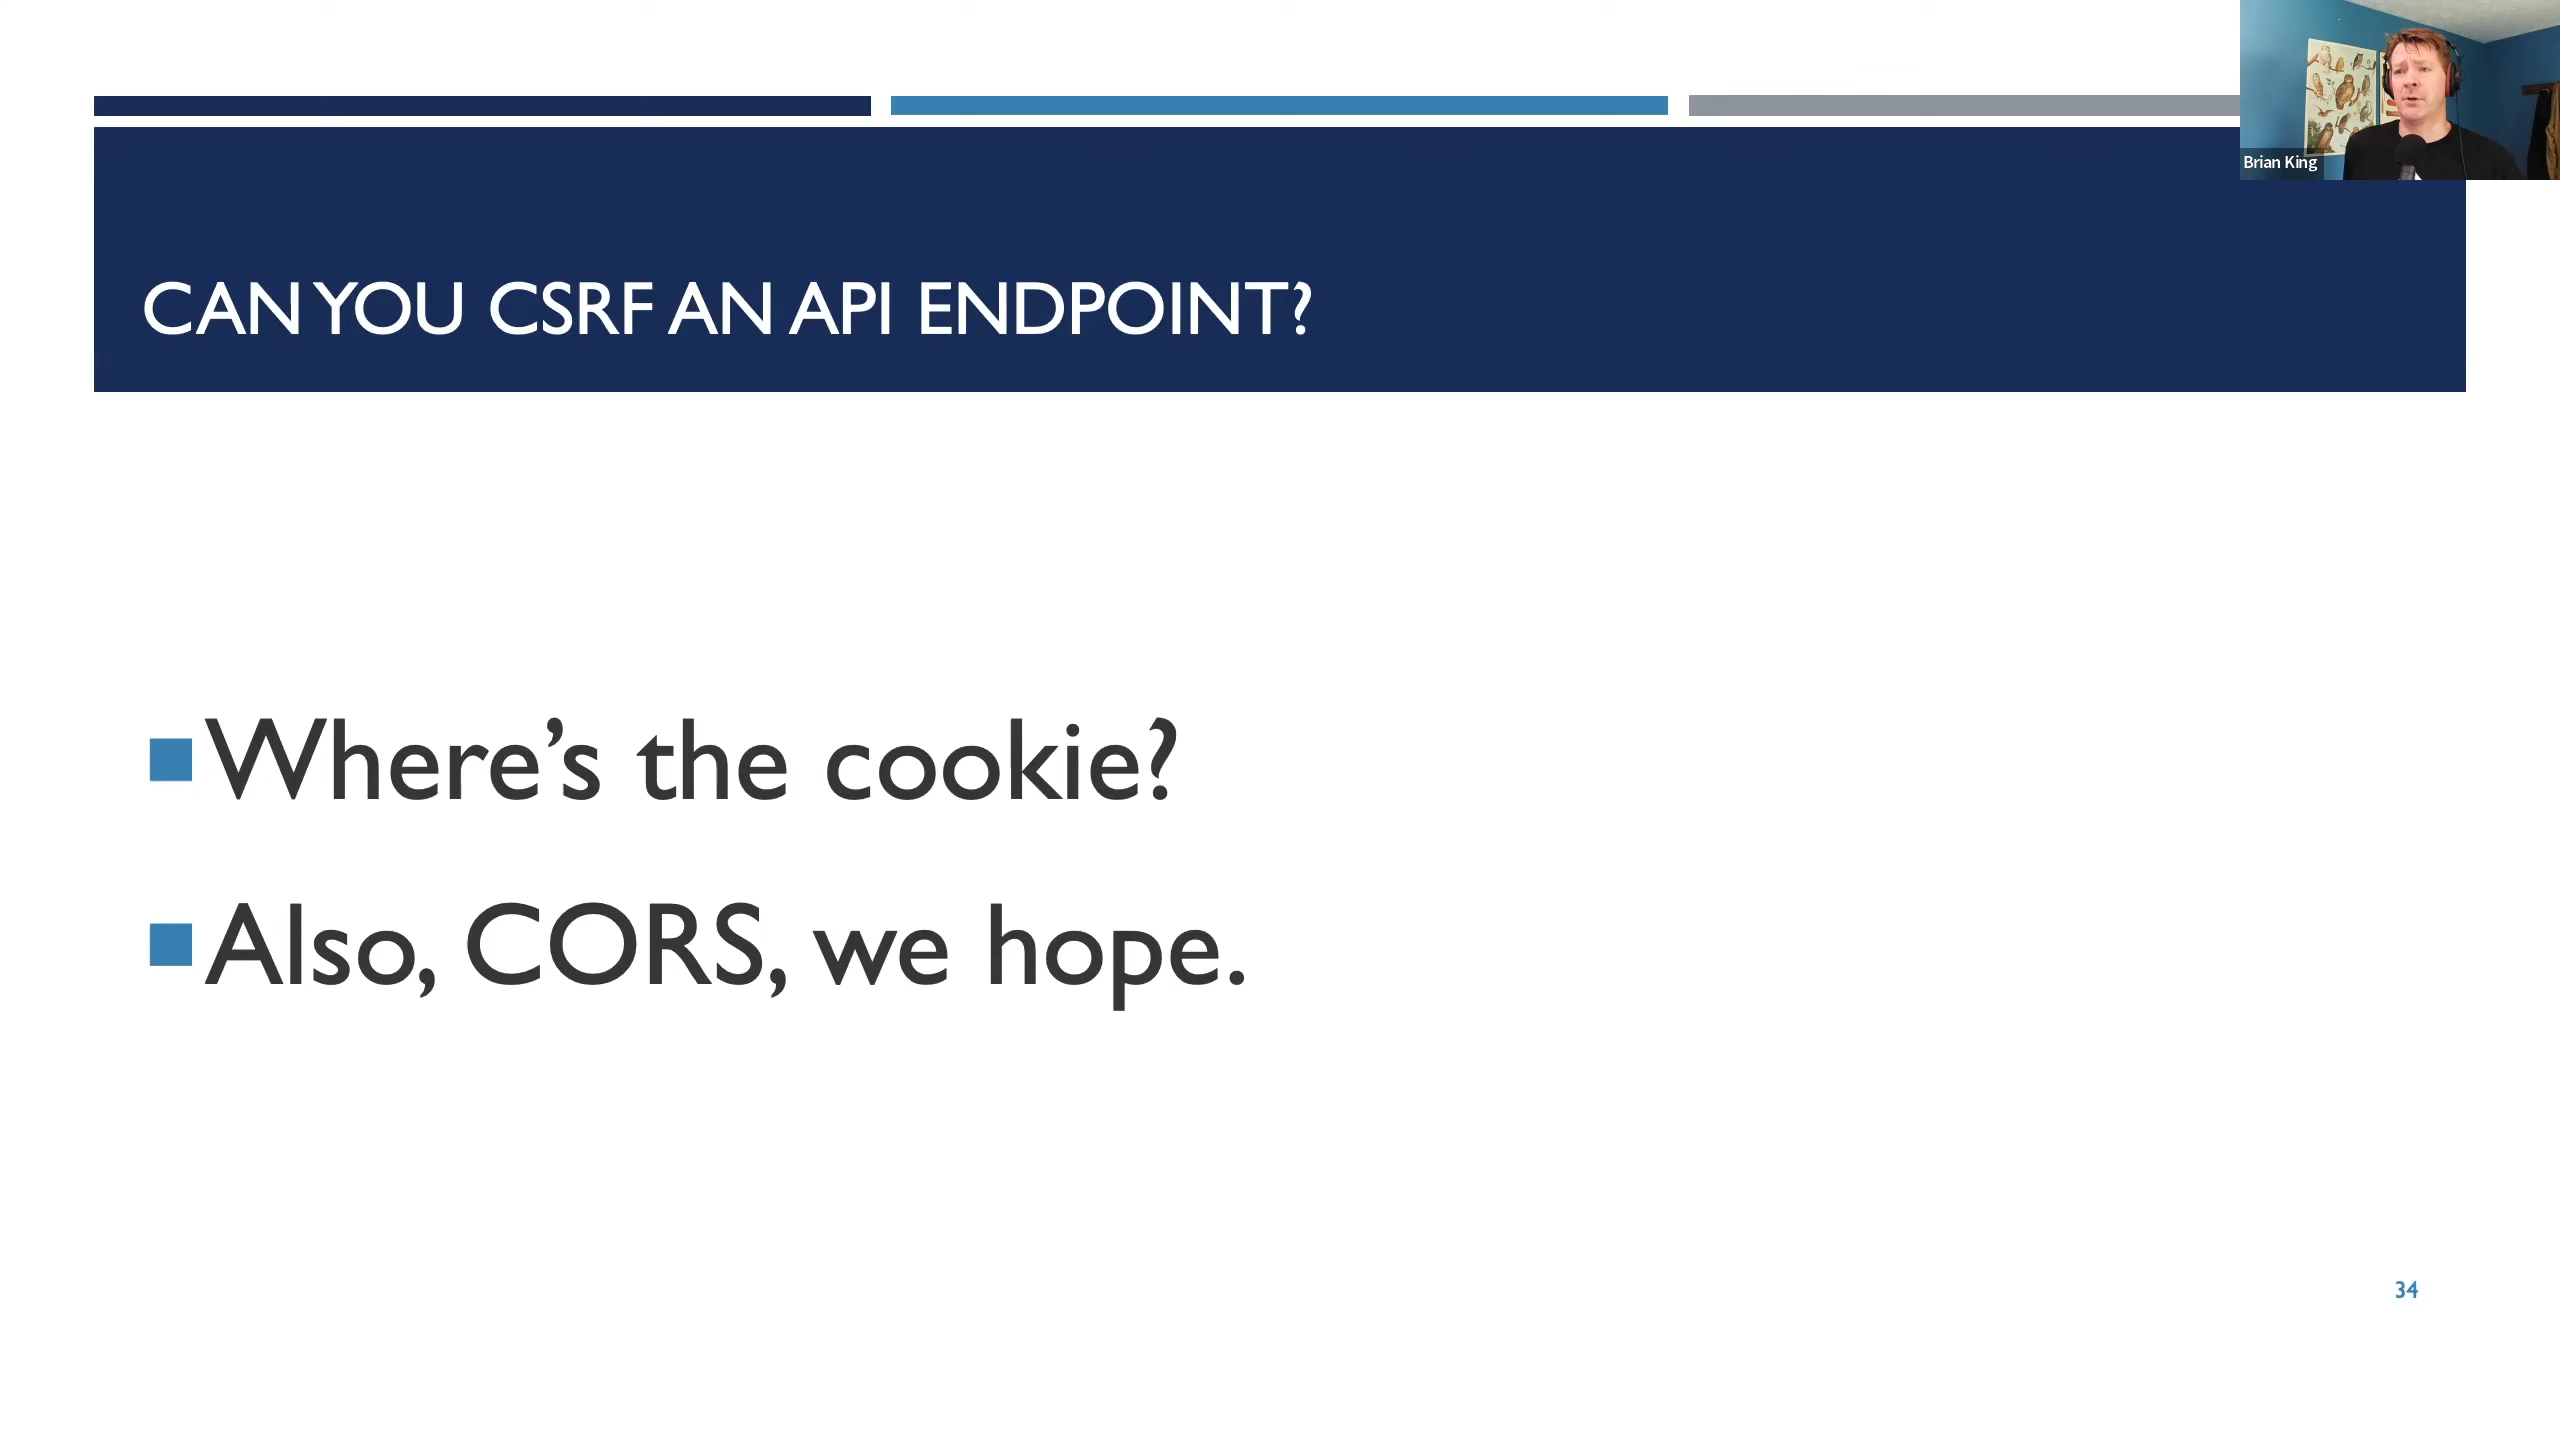 Brian King
CAN YOU CSRF AN API ENDPOINT?
Where’s the cookie?
Also, CORS, we hope.
34